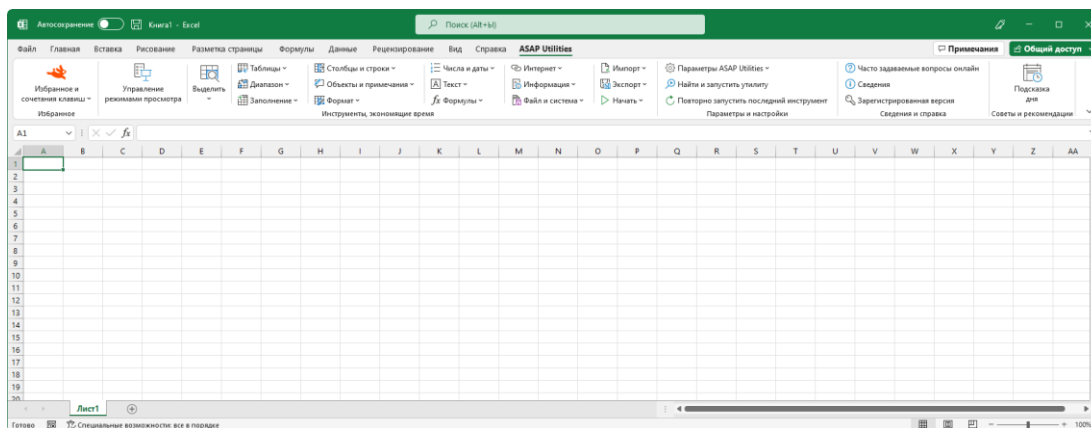 Автосохранение
Книга1 - Excel
Поиск (Alt+Ы)
Файл Главная Вставка Рисование Разметка страницы Формулы Данные Рецензирование Вид Справка ASAP Utilities
Примечания Общий доступ
Избранное и сочетания клавиш
Управление режимами просмотра
Выделить
Таблицы
Диапазон
Заполнение
Столбцы и строки
Объекты и примечания
Формат
Числа и даты
Текст
Формулы
Интернет
Информация
Файл и система
Импорт
Экспорт
Начать
Параметры ASAP Utilities
Найти и запустить утилиту
Повторно запустить последний инструмент
Часто задаваемые вопросы онлайн
Сведения
Зарегистрированная версия
Подсказка дня
Избранное
Инструменты, экономящие время
Параметры и настройки
Сведения и справка
Советы и рекомендации
A1
fx
A B C D E F G H I J K L M N O P Q R S T U V W X Y Z AA
1
2
3
4
5
6
7
8
9
10
11
12
13
14
15
16
17
18
19
20
Лист1
Готово
Специальные возможности: все в порядке
100%